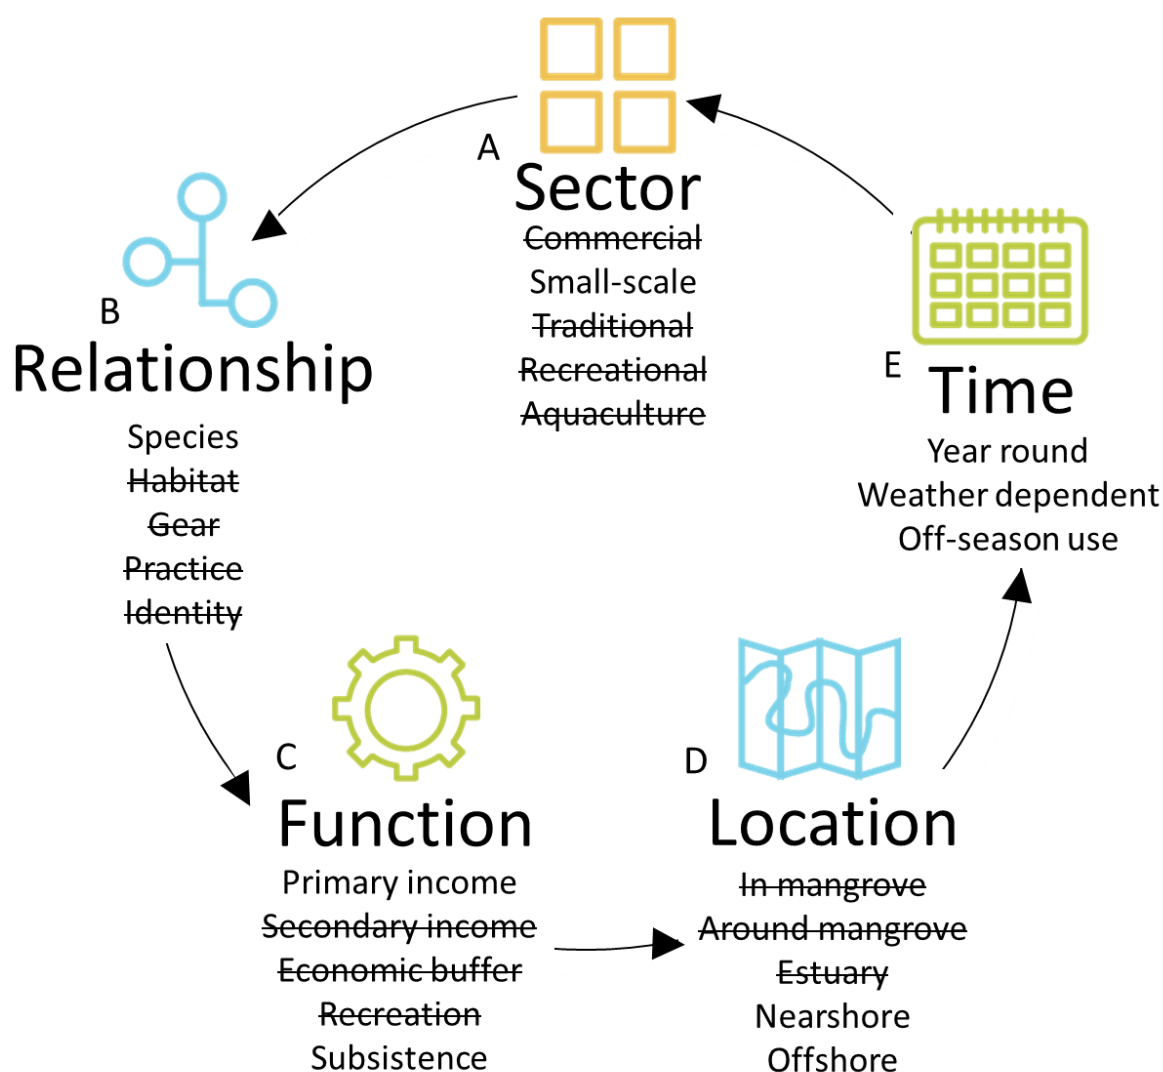 A
Sector
Commercial
Small-scale
Traditional
Recreational
Aquaculture
B
Relationship
Species
Habitat
Gear
Practice
Identity
C
Function
Primary income
Secondary income
Economic buffer
Recreation
Subsistence
D
Location
In mangrove
Around mangrove
Estuary
Nearshore
Offshore
E
Time
Year round
Weather dependent
Off-season use